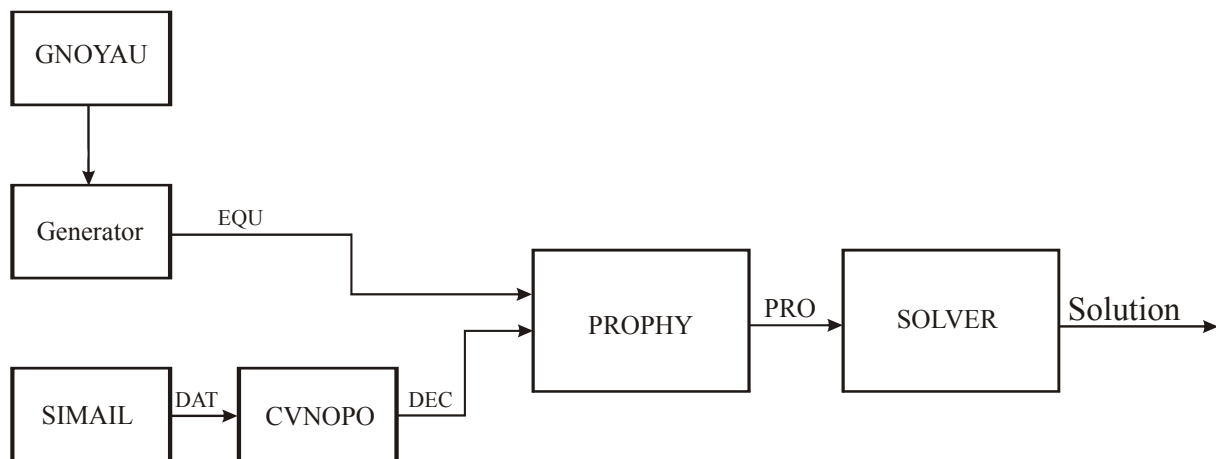 GNOYAU
Generator
EQU
PROPHY
PRO
SOLVER
Solution
SIMAIL
DAT
CVNOPO
DEC